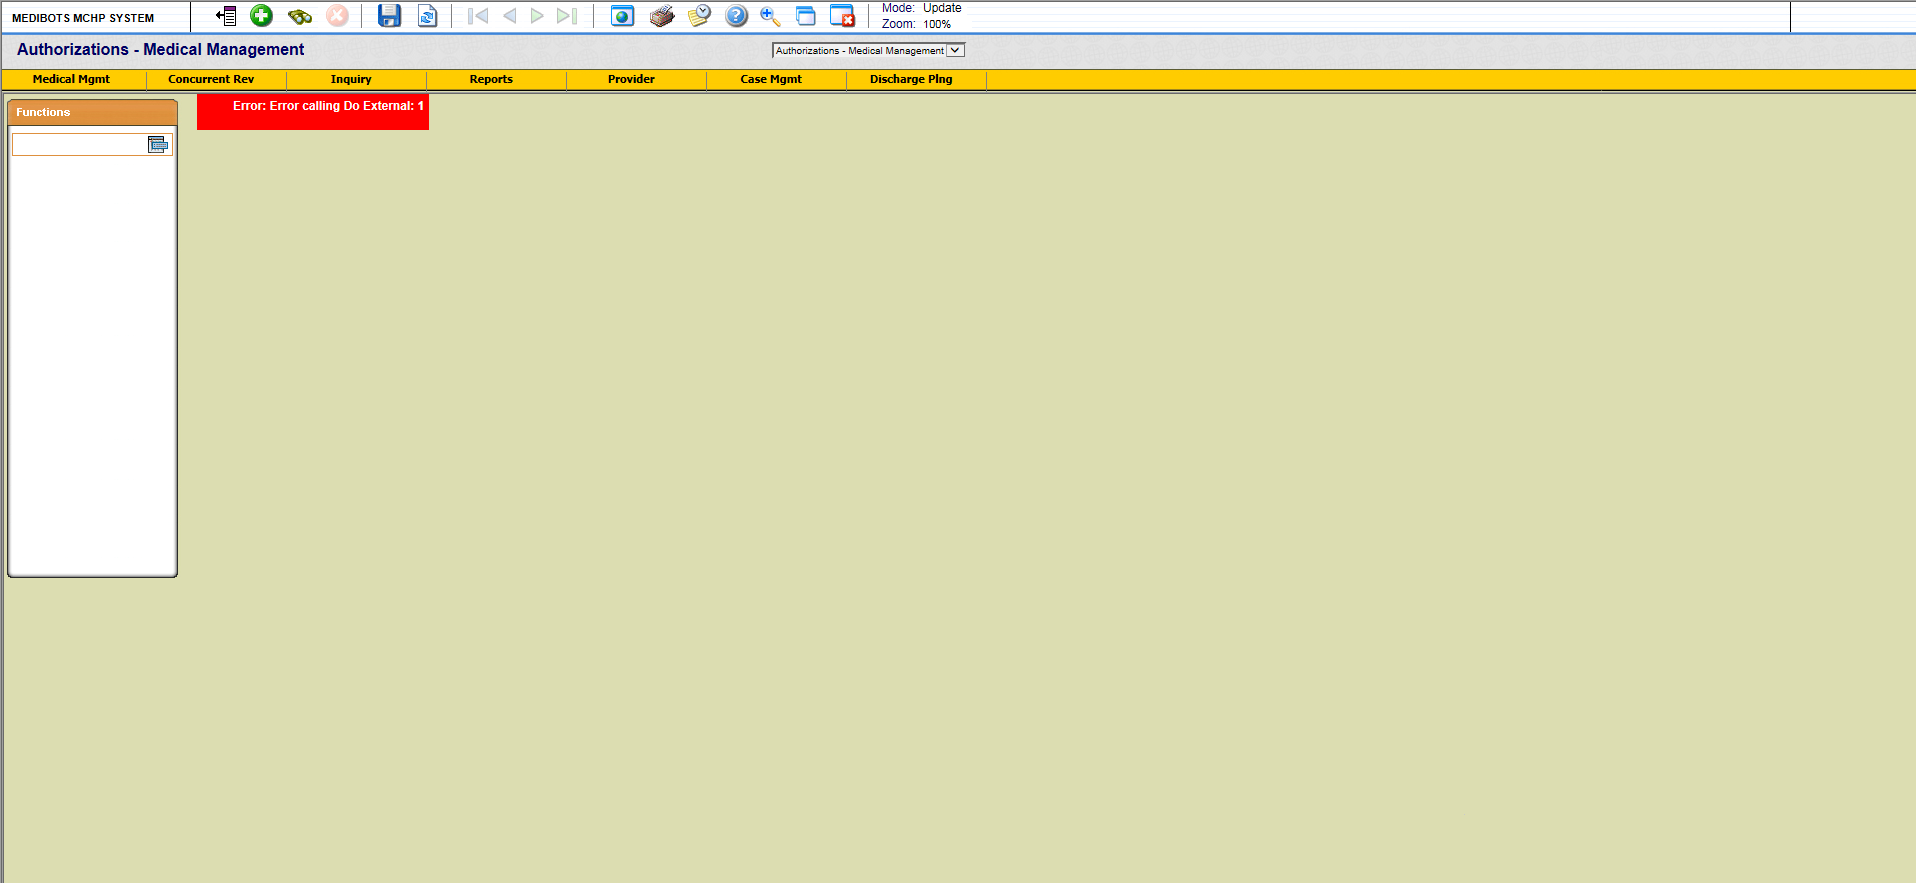 MEDIBOTS MCHP SYSTEM
Mode: Update
Zoom: 100%
Authorizations - Medical Management
Authorizations - Medical Management
Medical Mgmt Concurrent Rev Inquiry Reports Provider Case Mgmt Discharge Plng
Functions
Error: Error calling Do External: 1